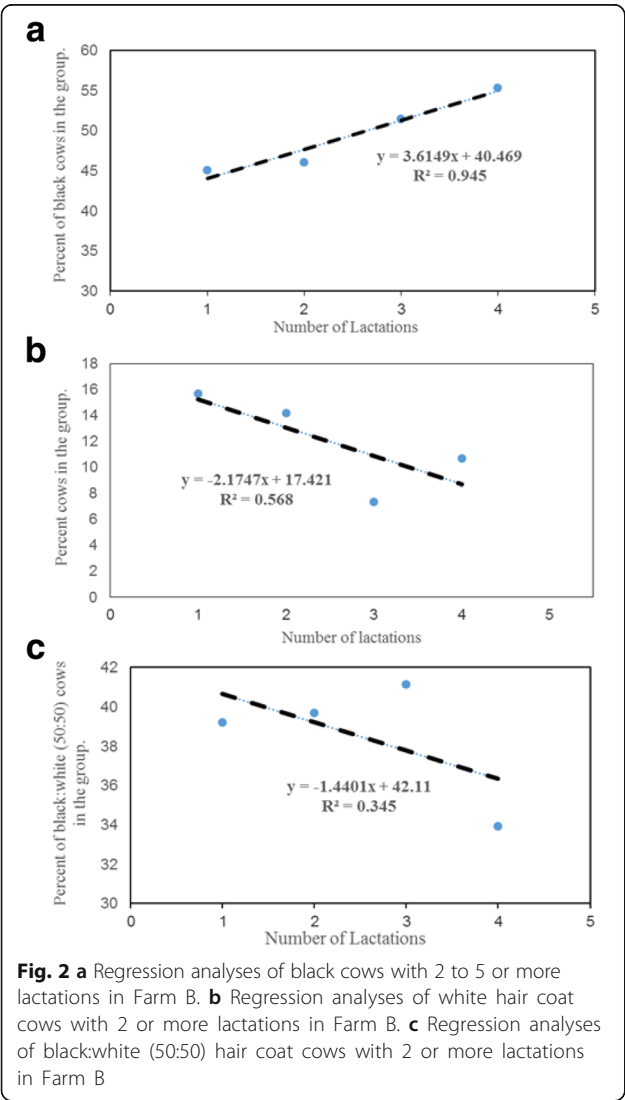 a
60
55
50
45
40
35
30
Percent of black cows in the group.
y = 3.6149x + 40.469
R² = 0.945
0 1 2 3 4 5
Number of Lactations
b
18
16
14
12
10
8
6
4
2
0
Percent cows in the group.
y = -2.1747x + 17.421
R² = 0.568
0 1 2 3 4 5
Number of lactations
c
42
40
38
36
34
32
30
Percent of black:white (50:50) cows
in the group.
y = -1.4401x + 42.11
R² = 0.345
0 1 2 3 4 5
Number of Lactations
Fig. 2 a Regression analyses of black cows with 2 to 5 or more
lactations in Farm B. b Regression analyses of white hair coat
cows with 2 or more lactations in Farm B. c Regression analyses
of black:white (50:50) hair coat cows with 2 or more lactations
in Farm B